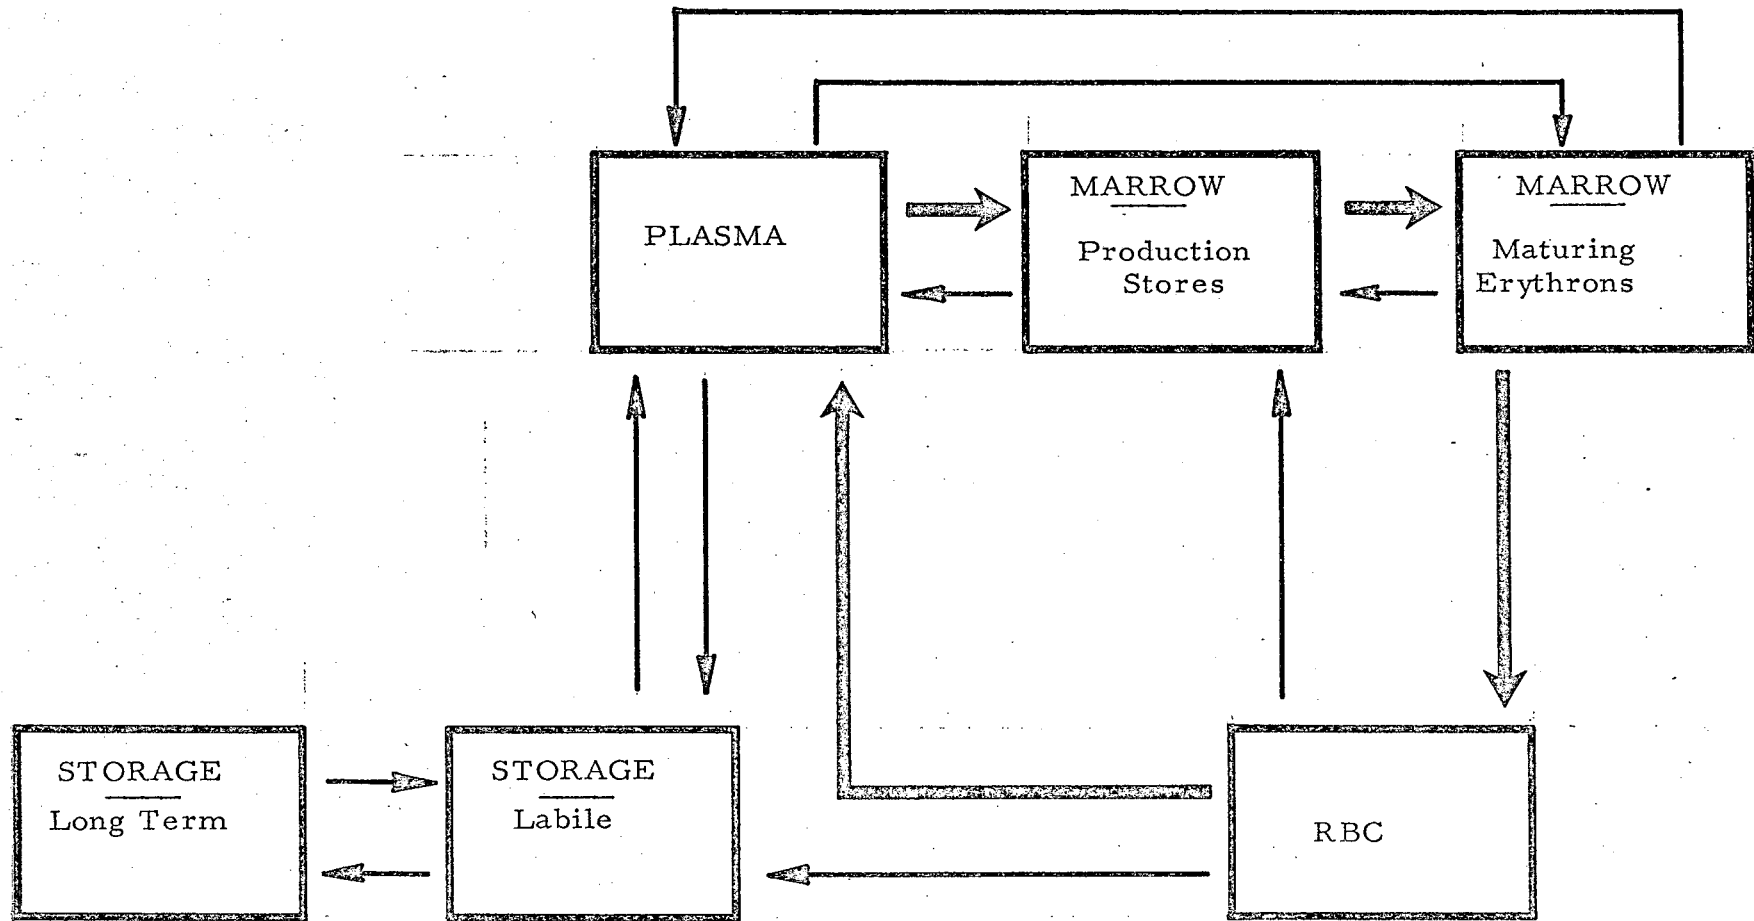 PLASMA
MARROW
Production
Stores
MARROW
Maturing
Erythrons
STORAGE
Long Term
STORAGE
Labile
RBC